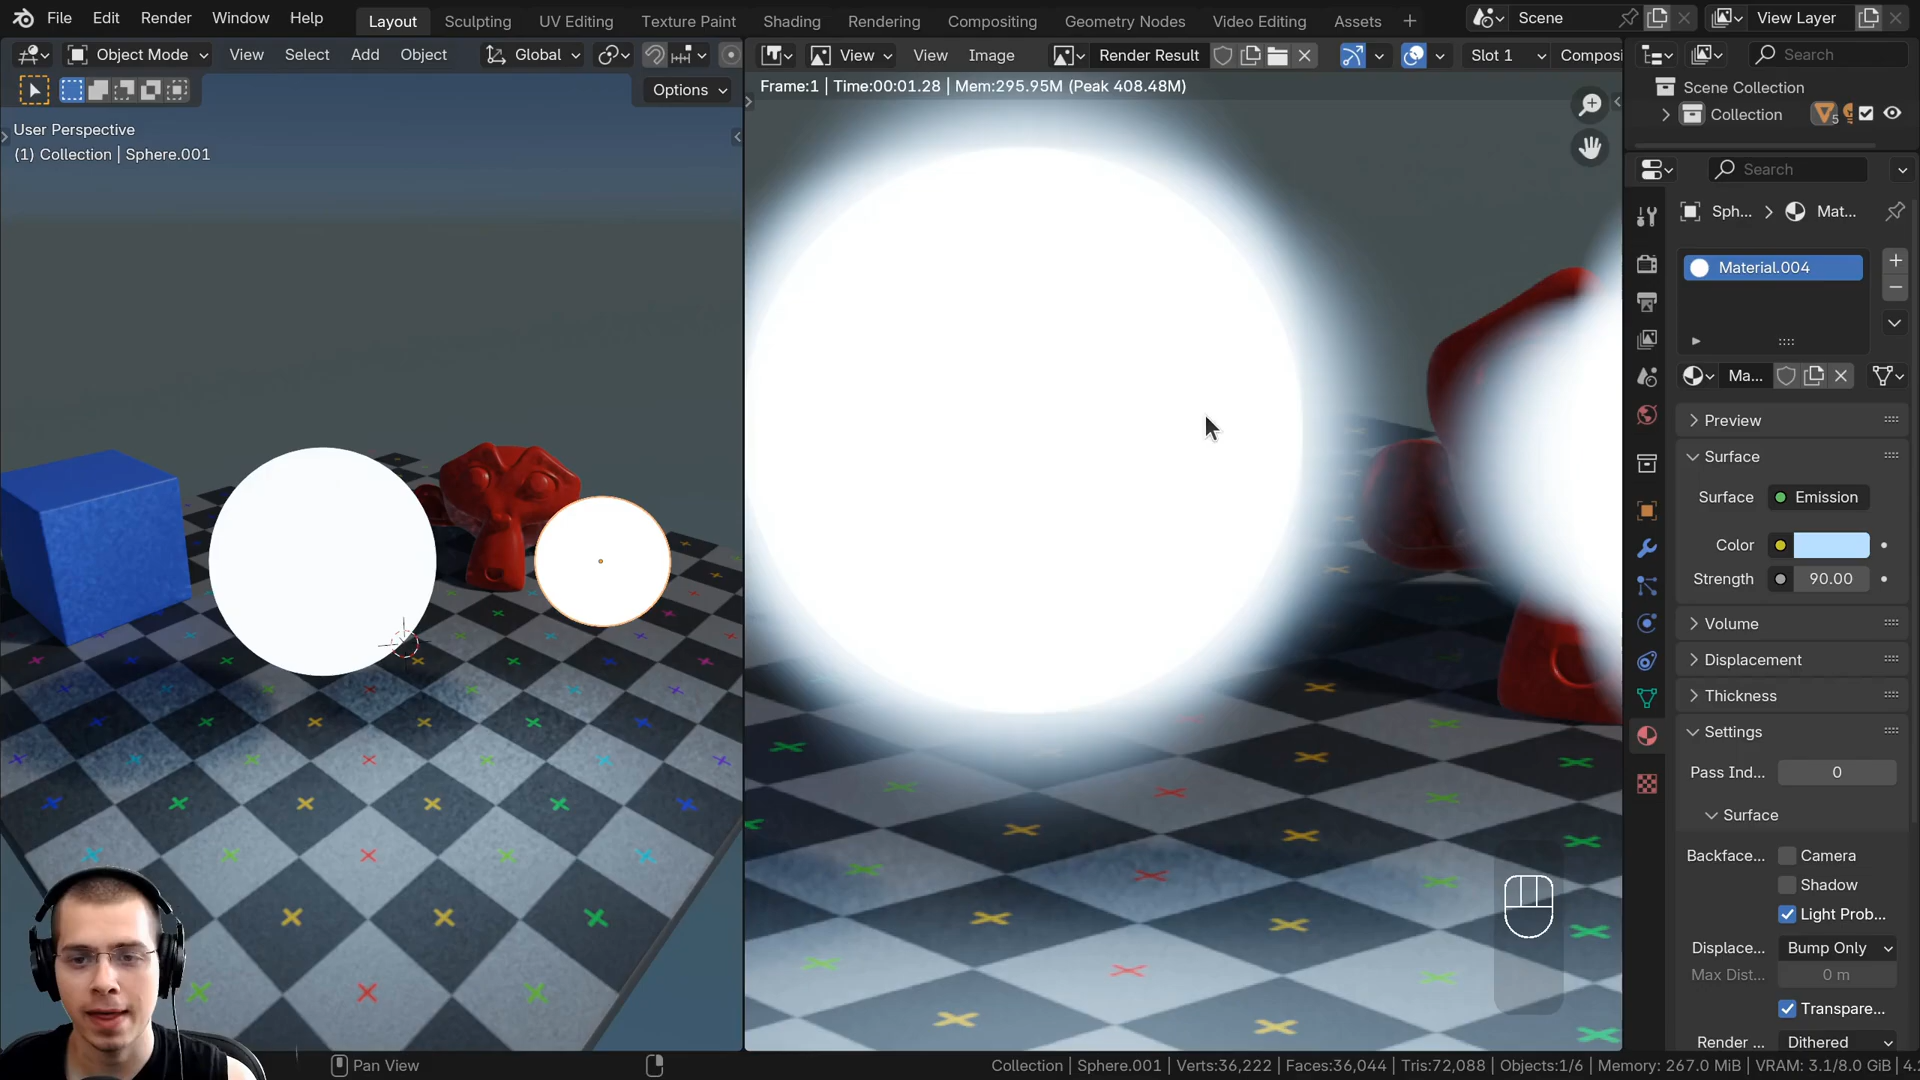 File Edit Render Window Help Layout Sculpting UV Editing Texture Paint Shading Rendering Compositing Geometry Nodes Video Editing Assets + Scene View Layer
Object Mode View Select Add Object Global View View Image Render Result Slot 1 Composi Search
Options
Frame:1 | Time:00:01.28 | Mem:295.95M (Peak 408.48M)
Scene Collection
Collection 5
User Perspective
(1) Collection | Sphere.001
Search
Sph... > Mat...
Material.004
Ma...
Preview
Surface
Surface Emission
Color
Strength 90.00
Volume
Displacement
Thickness
Settings
Pass Ind... 0
Surface
Backface... Camera
Shadow
Light Prob...
Displace... Bump Only
Max Dist... 0 m
Transpare...
Render ... Dithered
Pan View
Collection | Sphere.001 | Verts:36,222 | Faces:36,044 | Tris:72,088 | Objects:1/6 | Memory: 267.0 MiB | VRAM: 3.1/8.0 GiB | 4.